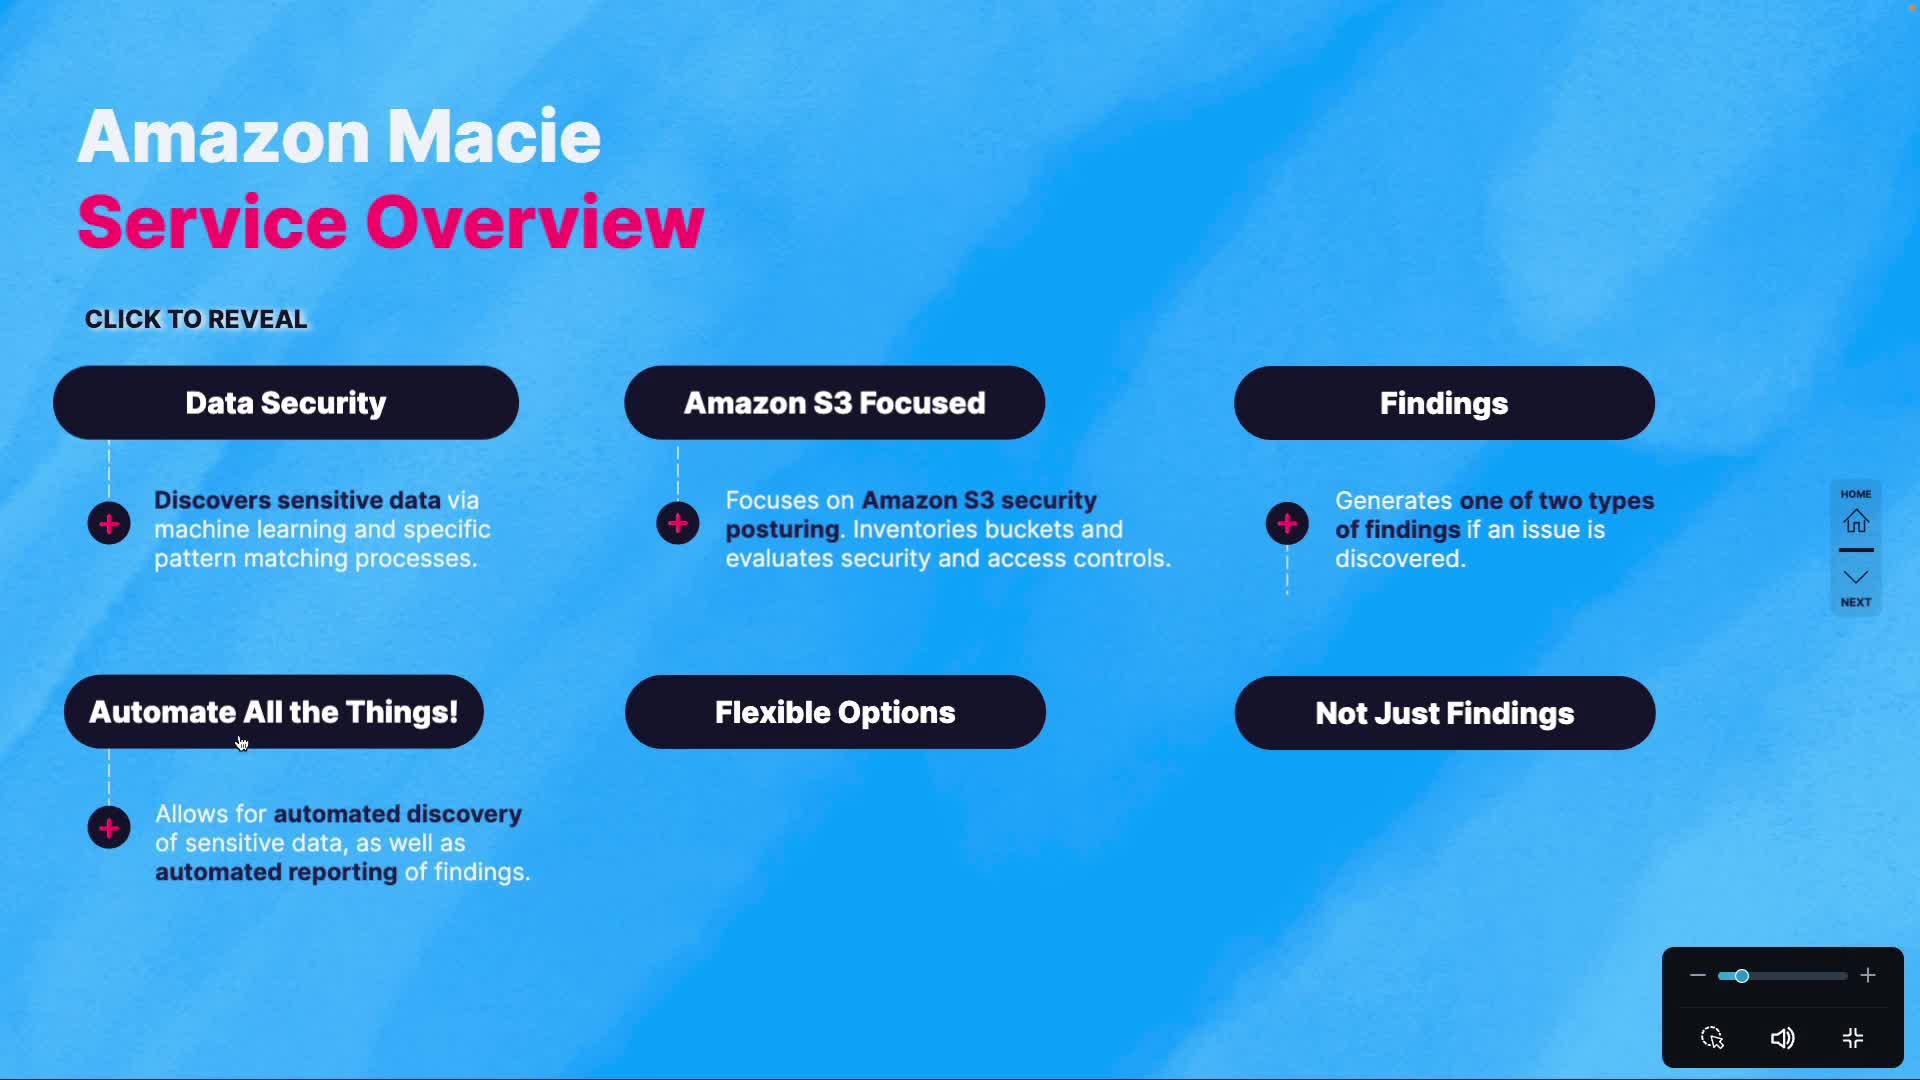 Amazon Macie
Service Overview
CLICK TO REVEAL
Data Security
Discovers sensitive data via
machine learning and specific
pattern matching processes.
Amazon S3 Focused
Focuses on Amazon S3 security
posturing. Inventories buckets and
evaluates security and access controls.
Findings
Generates one of two types
of findings if an issue is
discovered.
Automate All the Things!
Allows for automated discovery
of sensitive data, as well as
automated reporting of findings.
Flexible Options
Not Just Findings
HOME
NEXT